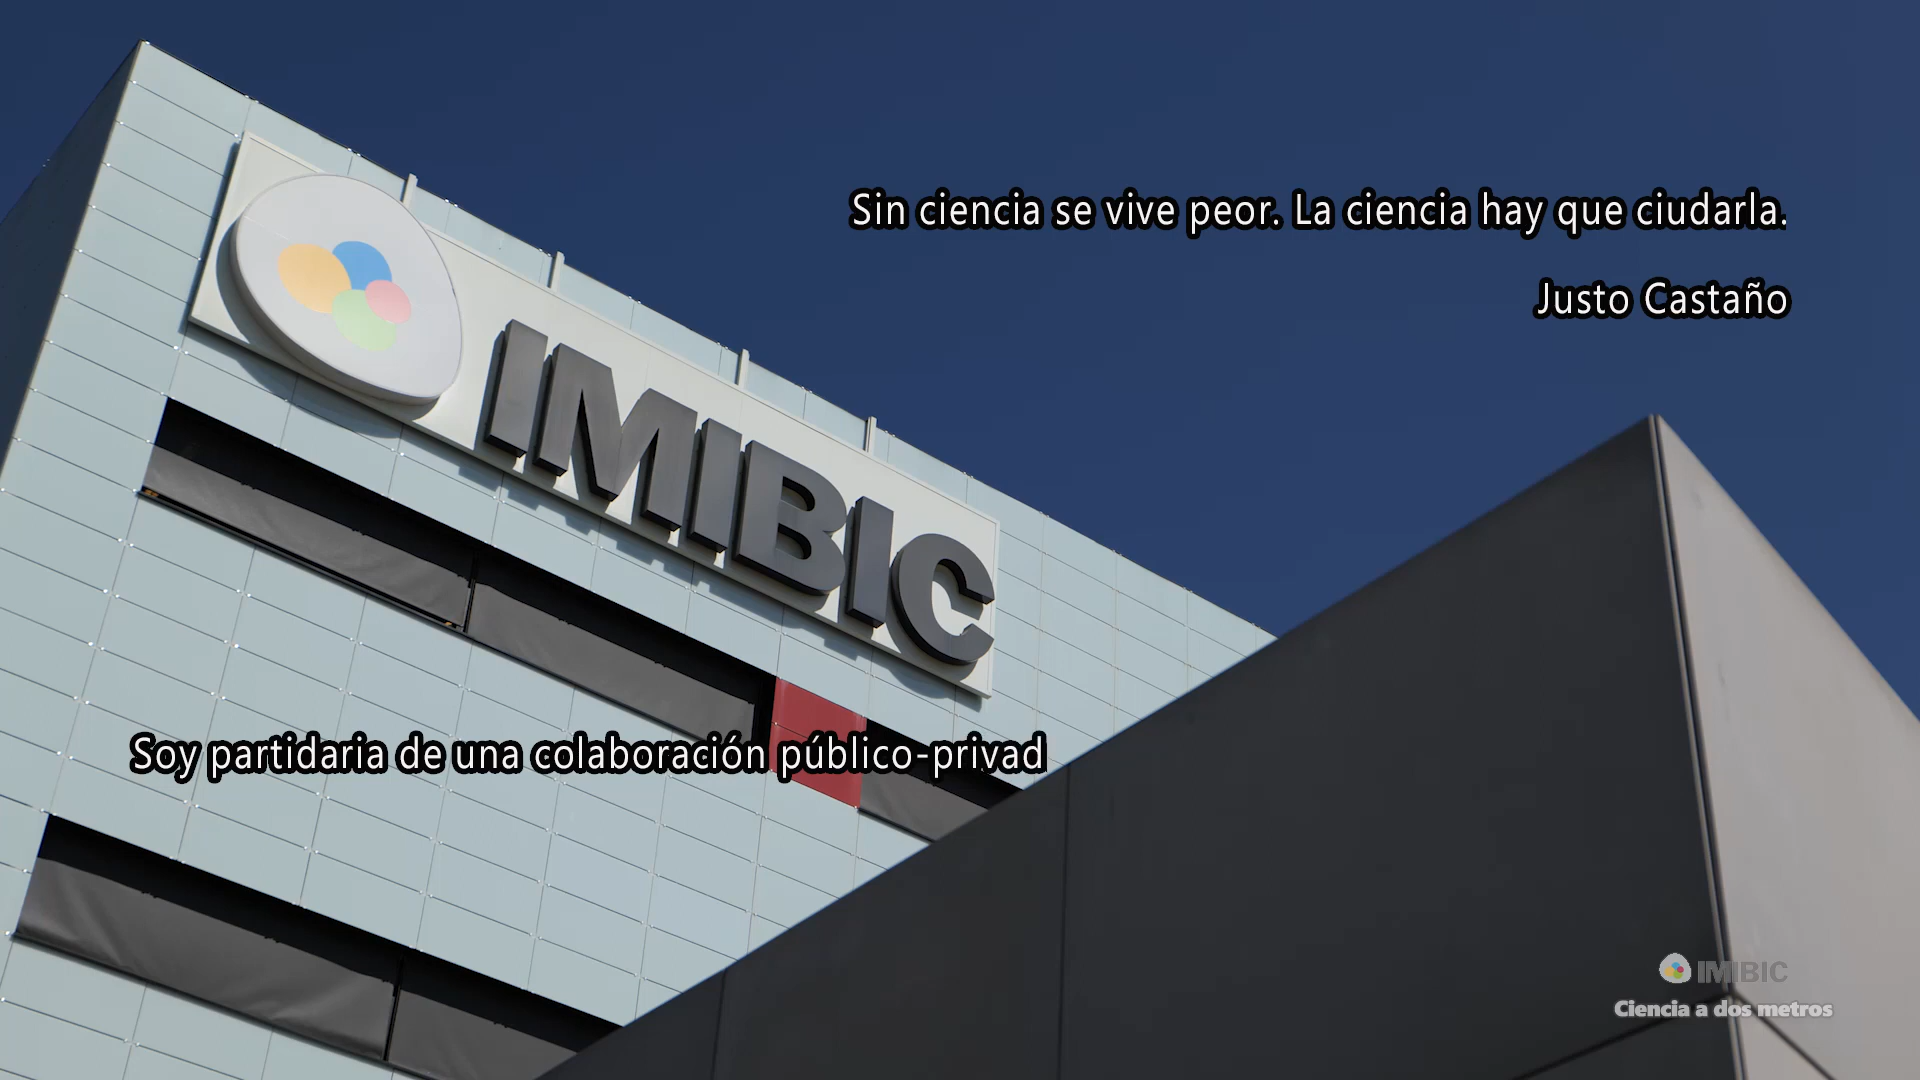 Sin ciencia se vive peor. La ciencia hay que ciudarla.
Justo Castaño
IMIBIC
Soy partidaria de una colaboración público-privad
IMIBIC
Ciencia a dos metros